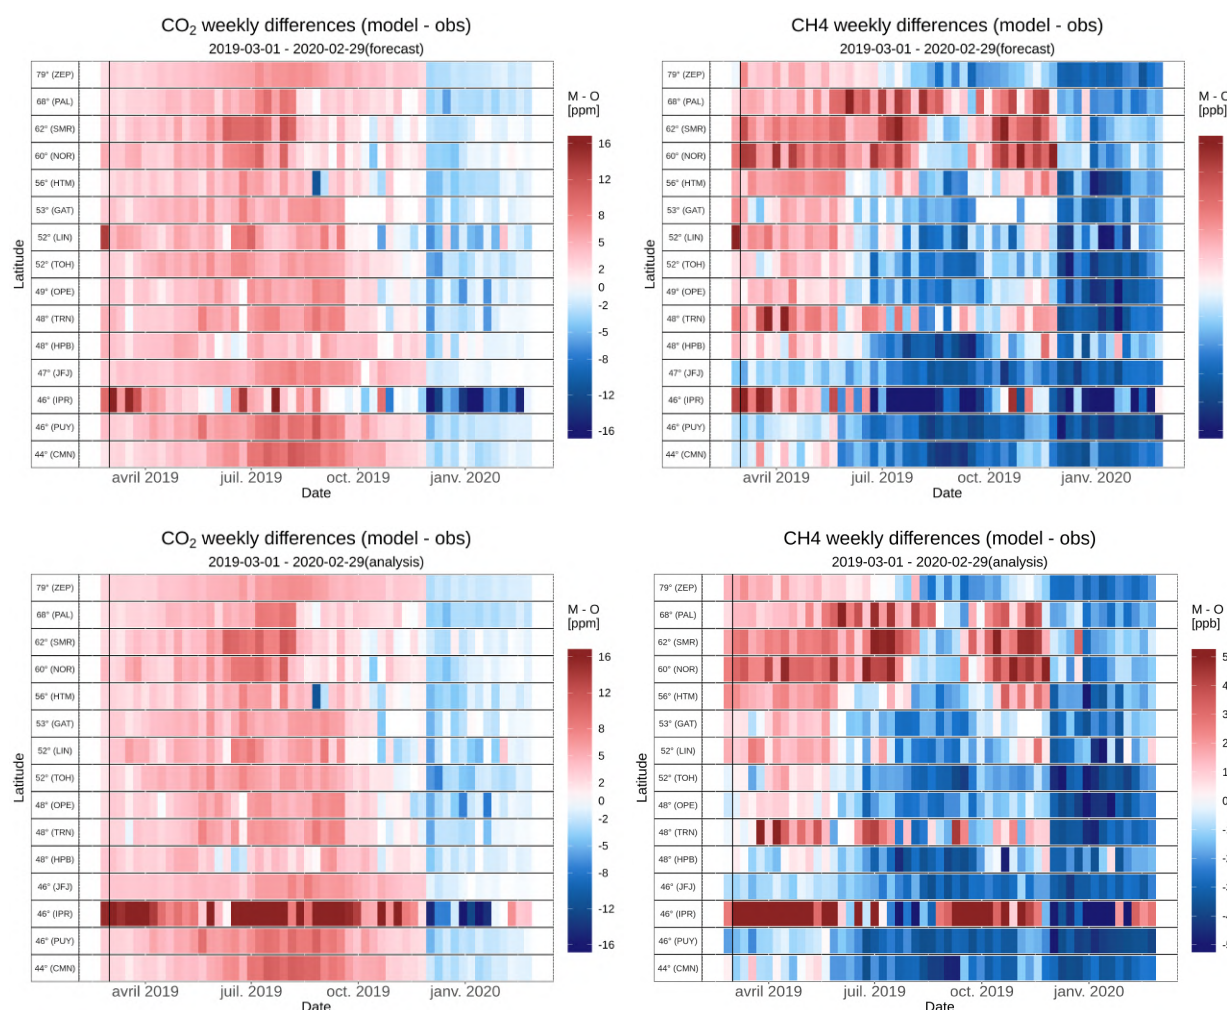 CO2 weekly differences (model - obs)
2019-03-01 - 2020-02-29(forecast)
Latitude
79° (ZEP)
68° (PAL)
62° (SMR)
60° (NOR)
56° (HTM)
53° (GAT)
52° (LIN)
52° (TOH)
49° (OPE)
48° (TRN)
48° (HPB)
47° (JFJ)
46° (IPR)
46° (PUY)
44° (CMN)
avril 2019 juil. 2019 oct. 2019 janv. 2020
Date
M - O
[ppm]
16
12
8
5
2
0
-2
-5
-8
-12
-16
CH4 weekly differences (model - obs)
2019-03-01 - 2020-02-29(forecast)
Latitude
79° (ZEP)
68° (PAL)
62° (SMR)
60° (NOR)
56° (HTM)
53° (GAT)
52° (LIN)
52° (TOH)
49° (OPE)
48° (TRN)
48° (HPB)
47° (JFJ)
46° (IPR)
46° (PUY)
44° (CMN)
avril 2019 juil. 2019 oct. 2019 janv. 2020
Date
M - O
[ppb]
CO2 weekly differences (model - obs)
2019-03-01 - 2020-02-29(analysis)
Latitude
79° (ZEP)
68° (PAL)
62° (SMR)
60° (NOR)
56° (HTM)
53° (GAT)
52° (LIN)
52° (TOH)
48° (OPE)
48° (TRN)
48° (HPB)
46° (JFJ)
46° (IPR)
46° (PUY)
44° (CMN)
avril 2019 juil. 2019 oct. 2019 janv. 2020
Date
M - O
[ppm]
16
12
8
5
2
0
-2
-5
-8
-12
-16
CH4 weekly differences (model - obs)
2019-03-01 - 2020-02-29(analysis)
Latitude
79° (ZEP)
68° (PAL)
62° (SMR)
60° (NOR)
56° (HTM)
53° (GAT)
52° (LIN)
52° (TOH)
48° (OPE)
48° (TRN)
48° (HPB)
46° (JFJ)
46° (IPR)
46° (PUY)
44° (CMN)
avril 2019 juil. 2019 oct. 2019 janv. 2020
Date
M - O
[ppb]